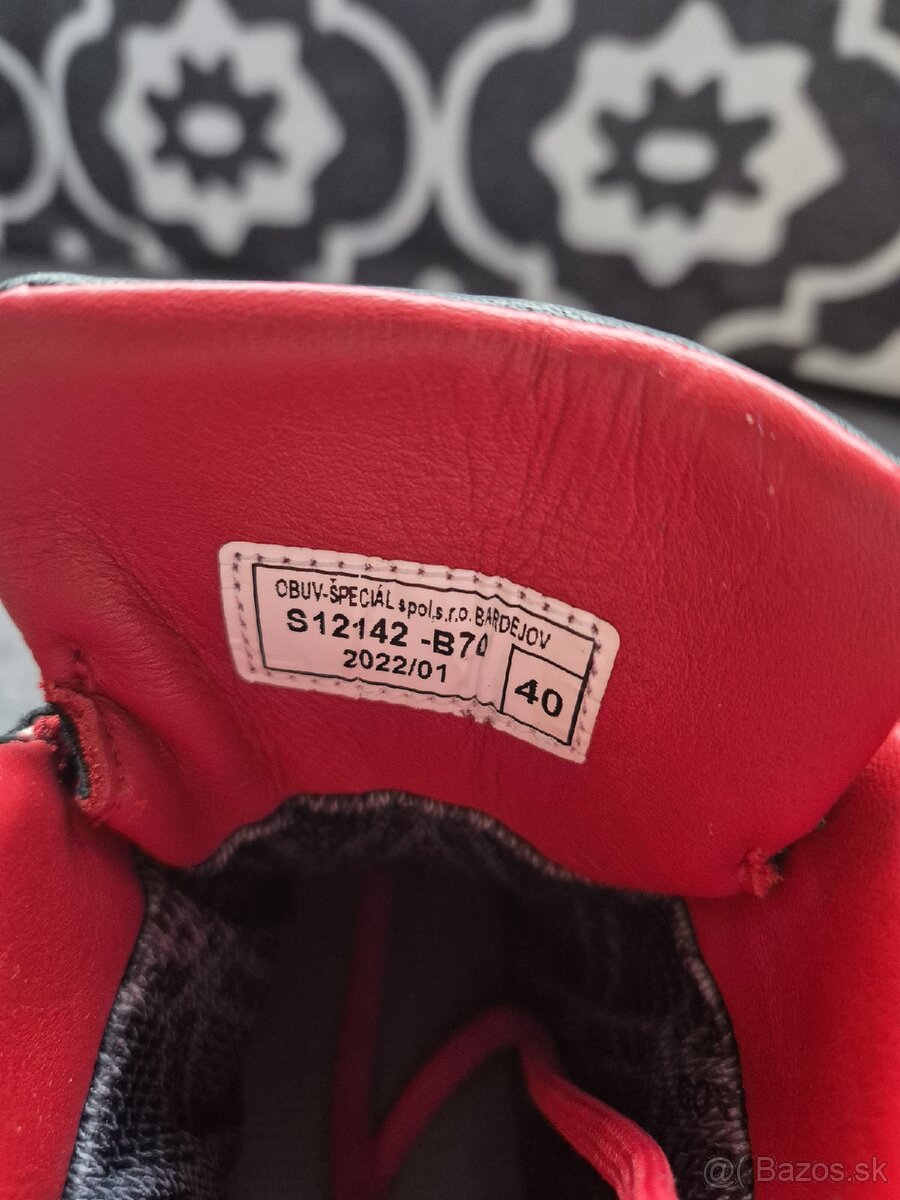 OBUV-ŠPECIÁL spol.s.r.o. BARDEJOV
S12142 -B70
2022/01
40
@( Bazos.sk